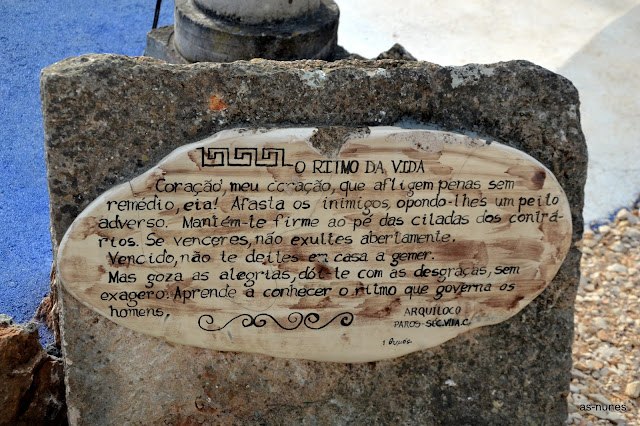 O RITMO DA VIDA
Coração, meu coração, que afligem penas sem
remédio, eia! Afasta os inimigos, opondo-lhes um peito
adverso. Mantém-te firme ao pé das ciladas dos contrá-
rios. Se venceres, não exultes abertamente.
Vencido, não te deites em casa a gemer.
Mas goza as alegrias, dói-te com as desgraças, sem
exagero. Aprende a conhecer o ritmo que governa os
homens.
ARQUÍLOCO
PAROS-SÉC.VII A.C.
as-nunes